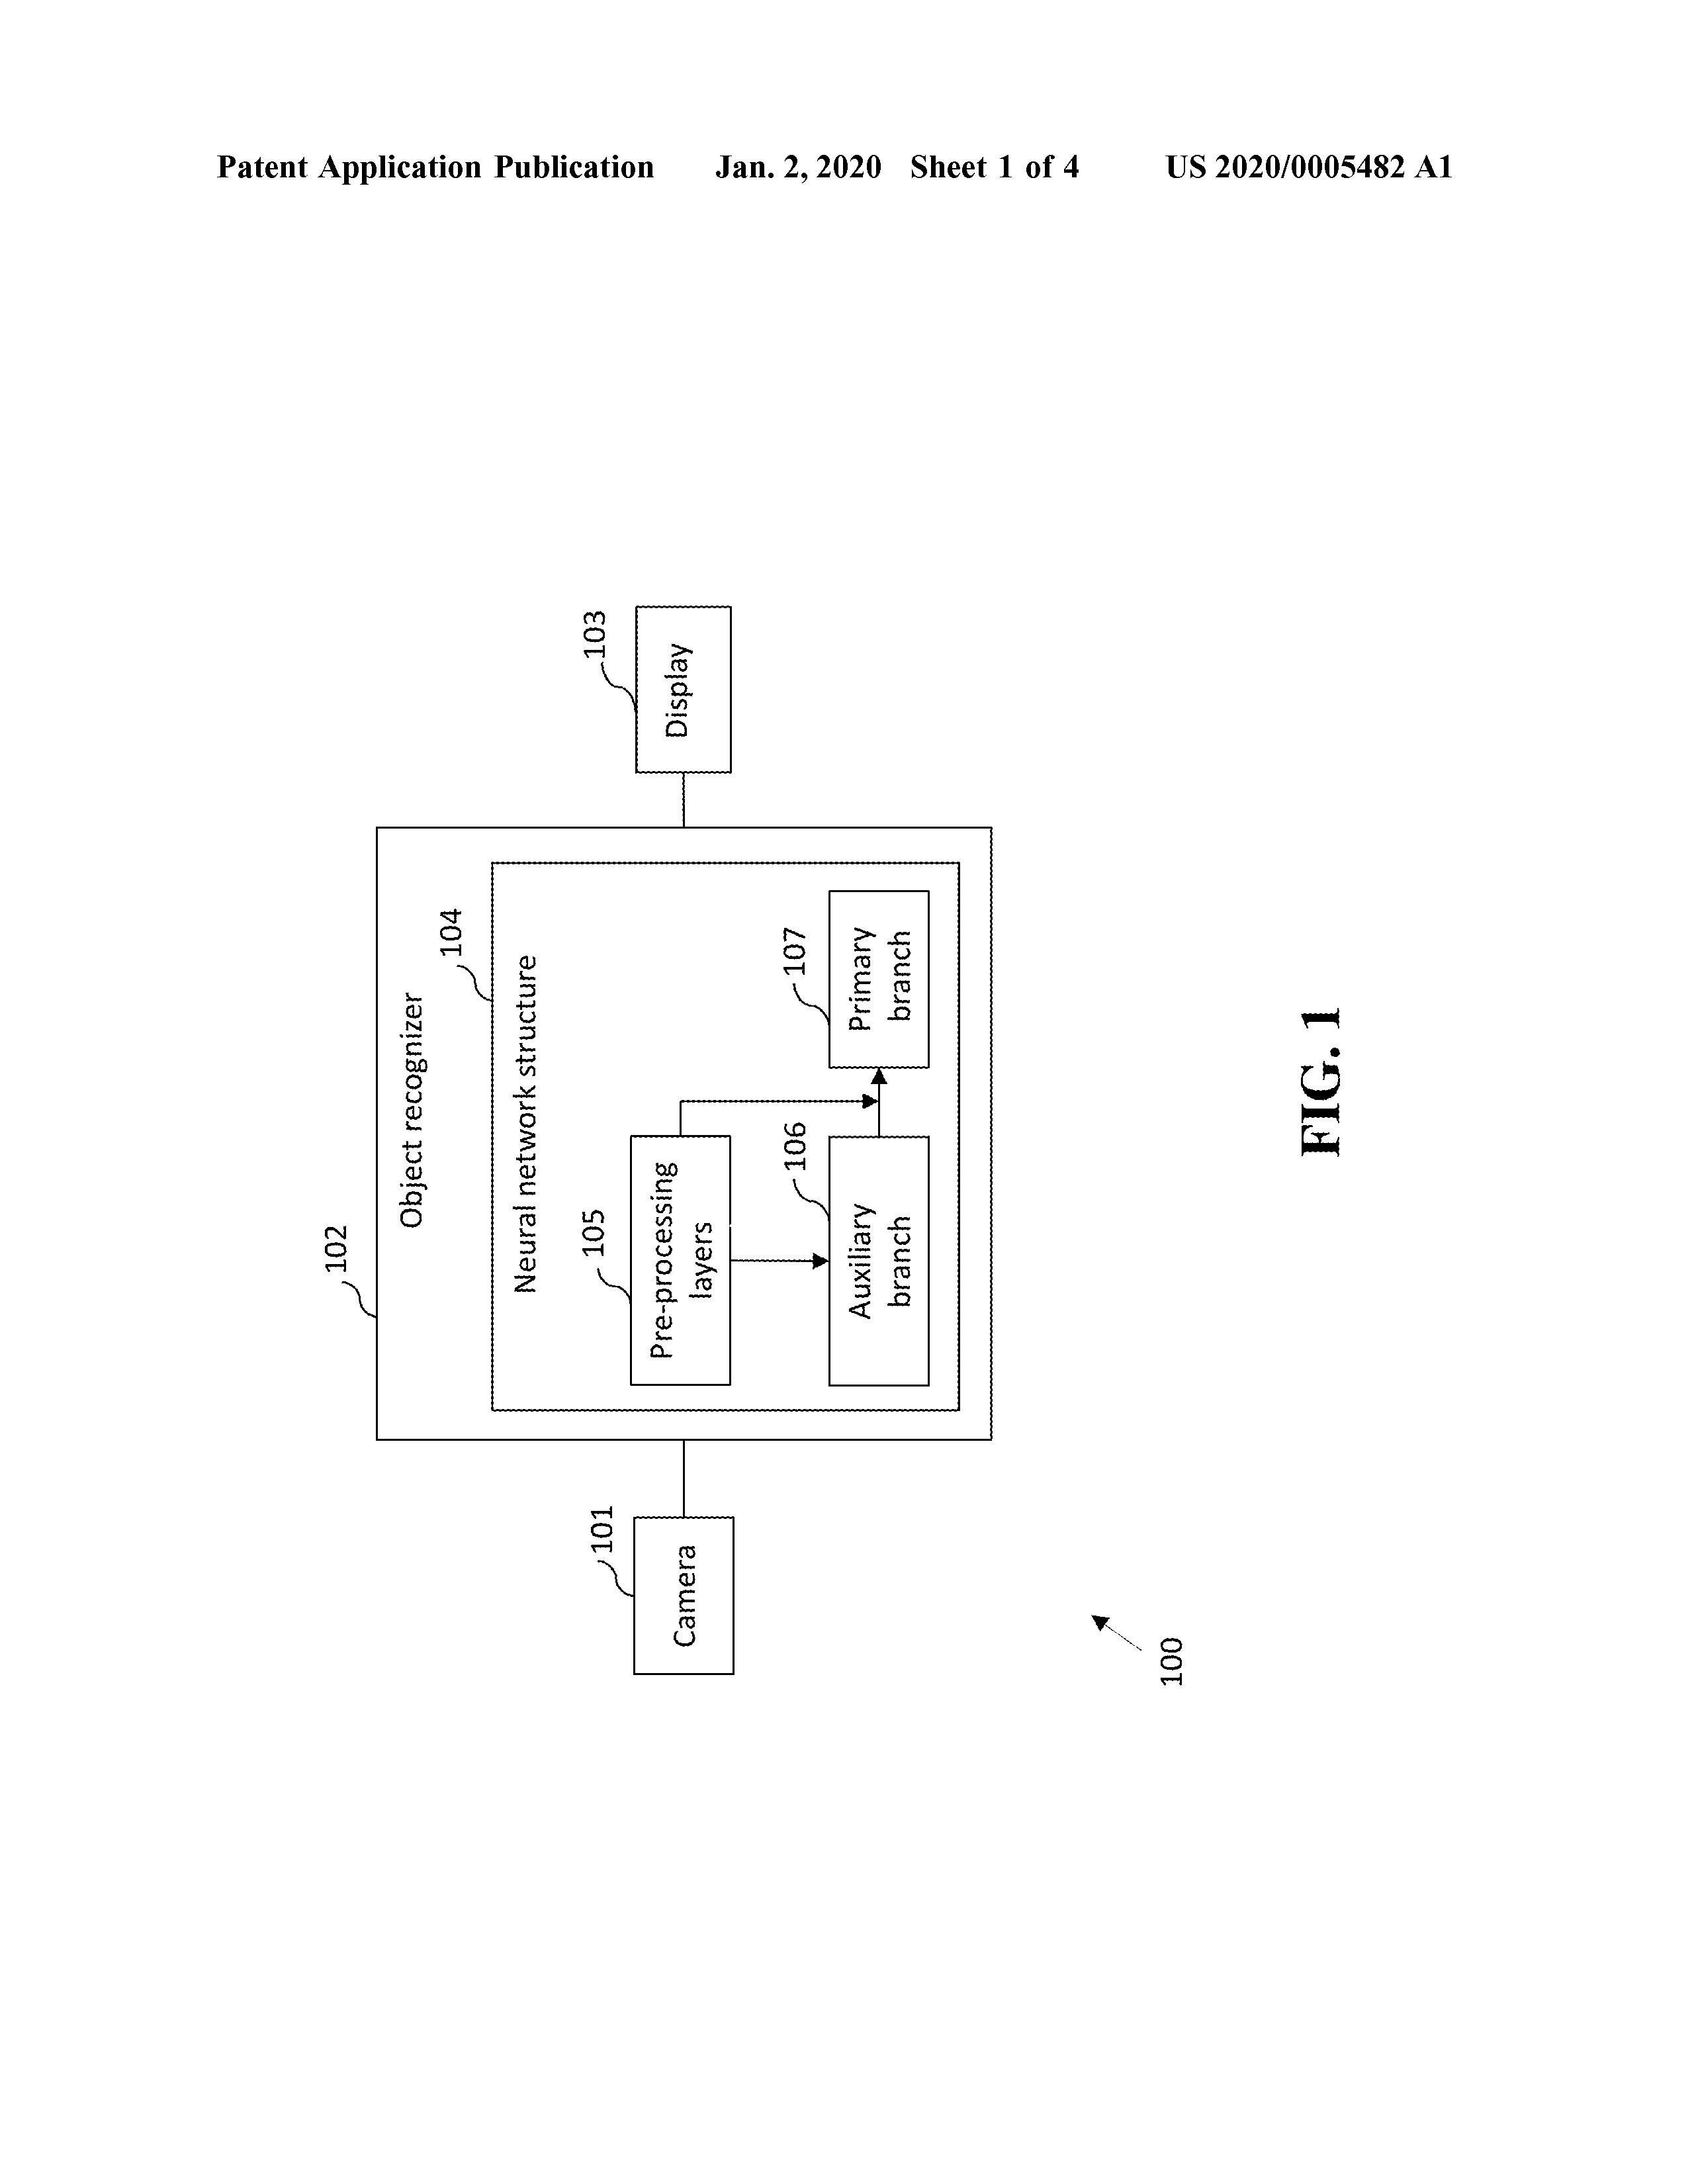 Patent Application Publication Jan. 2, 2020 Sheet 1 of 4 US 2020/0005482 A1
102
Object recognizer
104
Neural network structure
101
Camera
105
Pre-processing
layers
103
Display
106
Auxiliary
branch
107
Primary
branch
100
FIG. 1